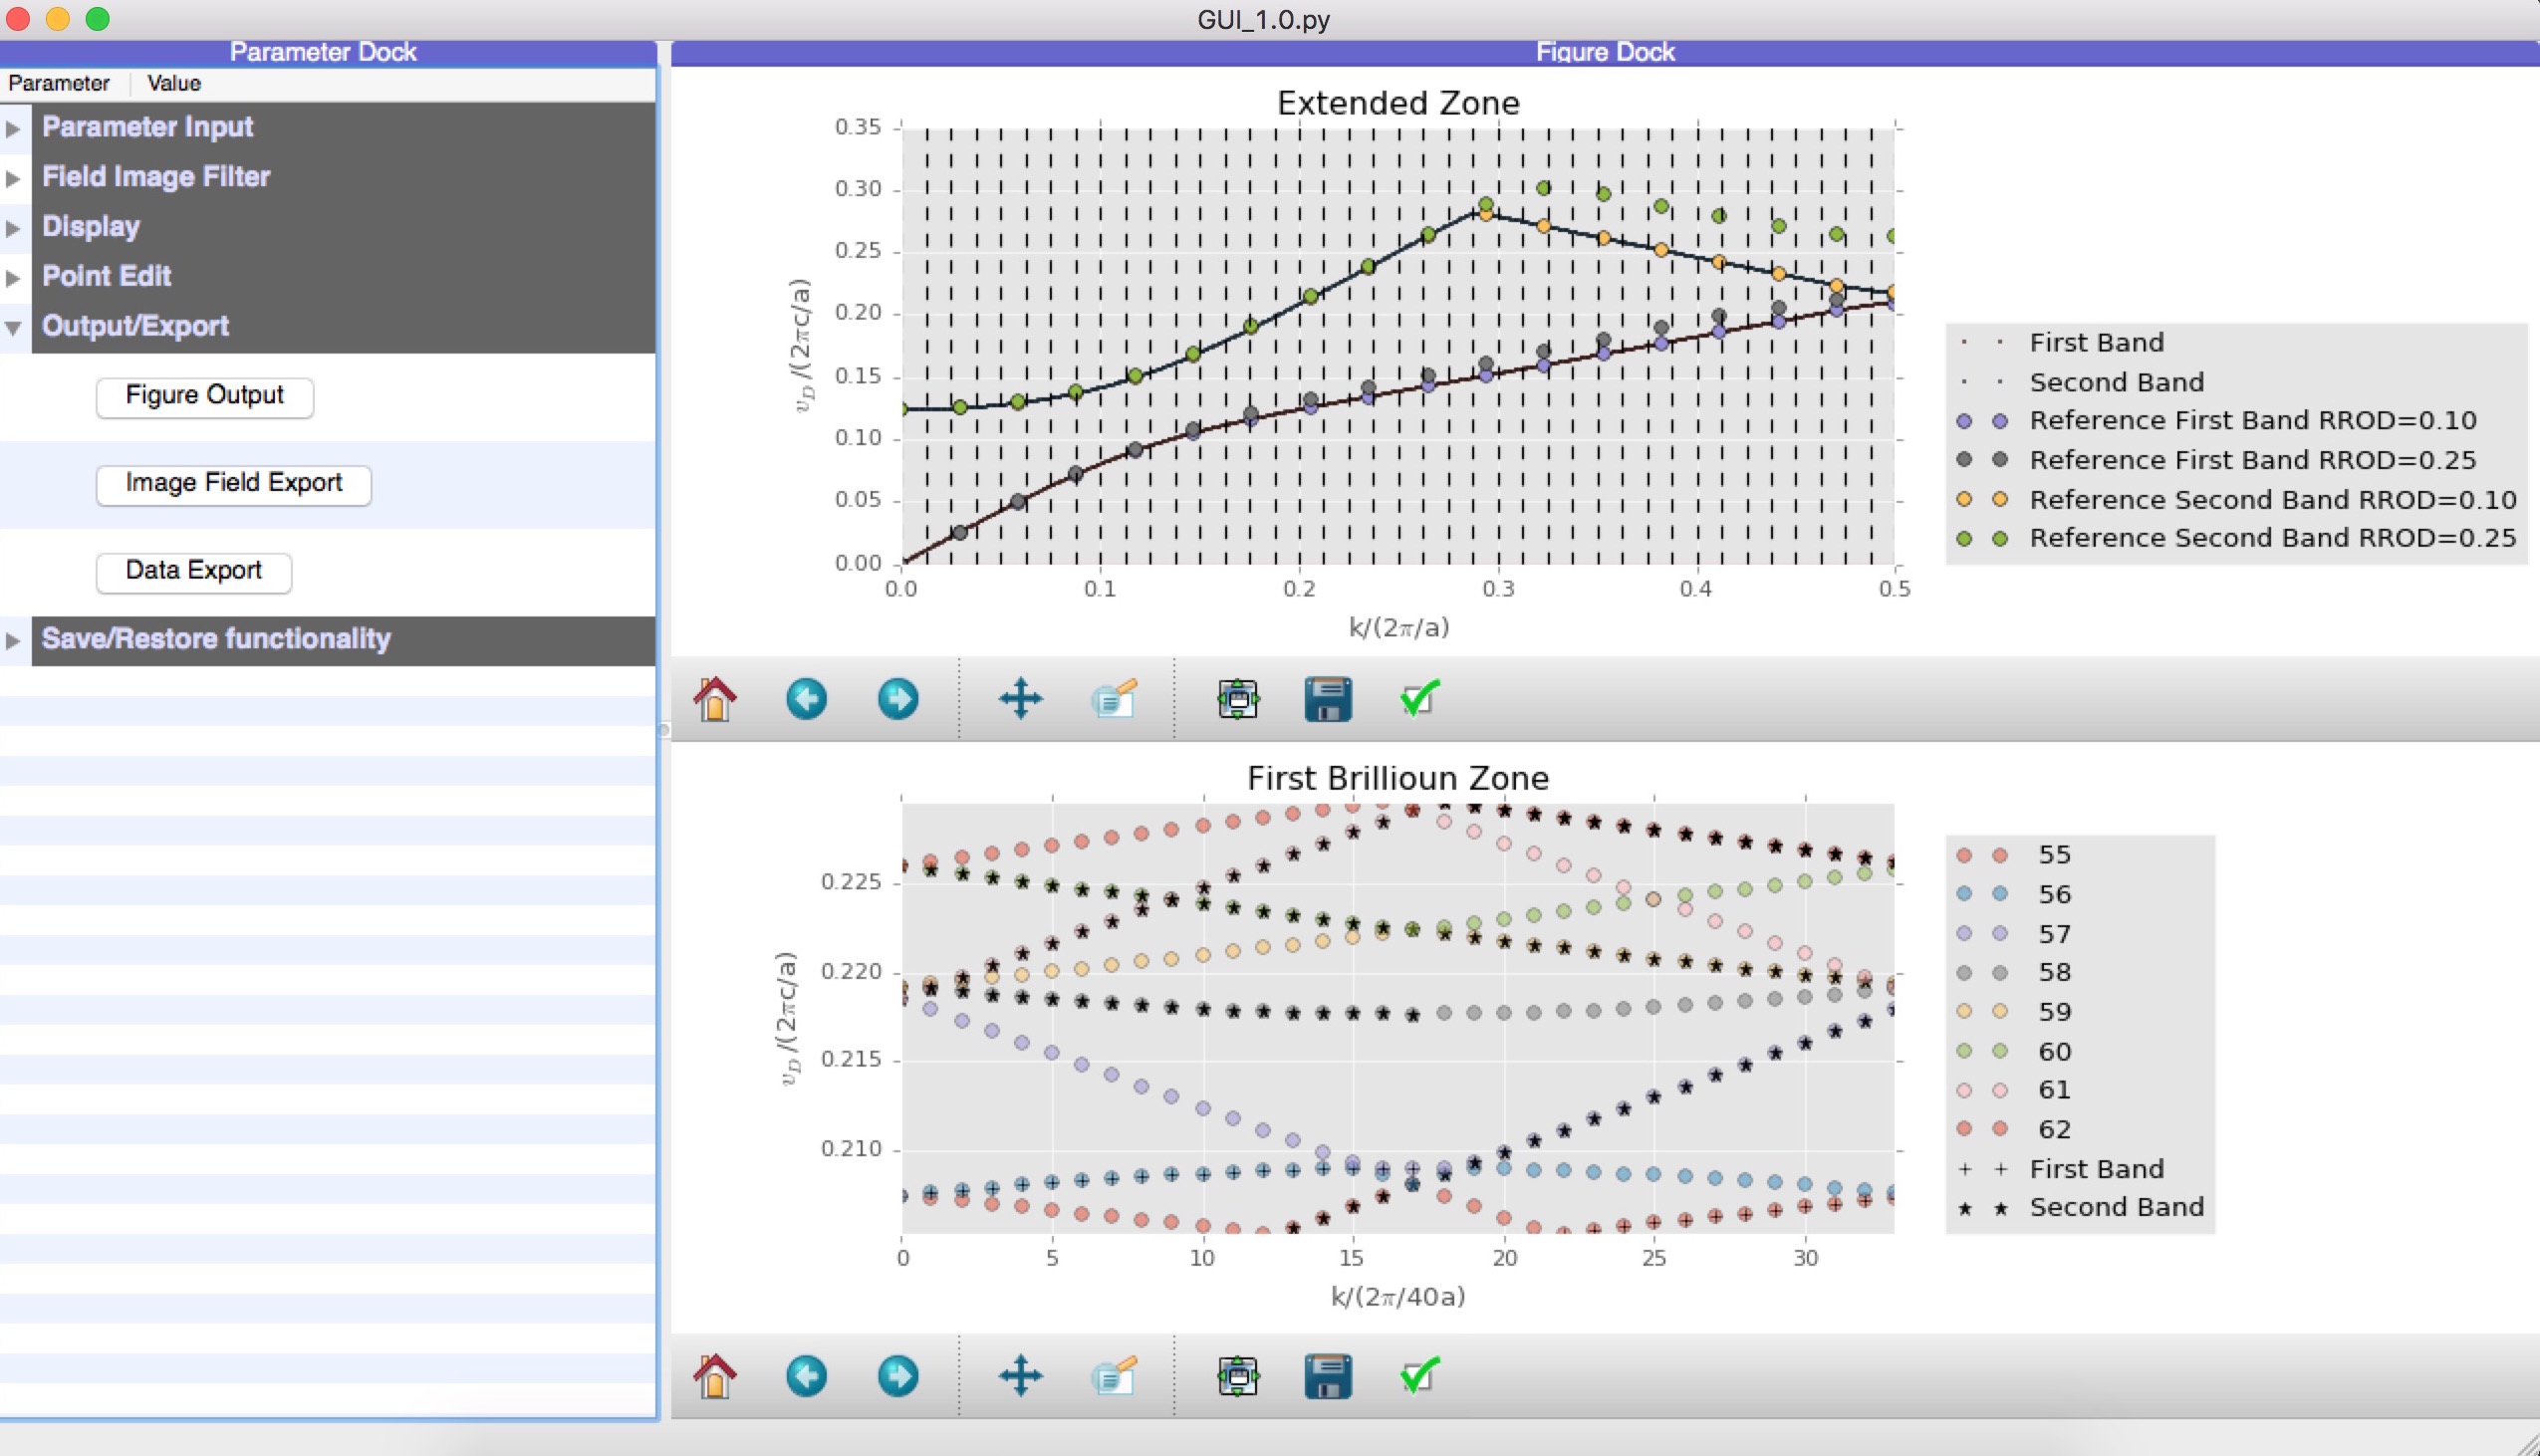 GUI_1.0.py
Parameter Dock
Parameter Value
Parameter Input
Field Image Filter
Display
Point Edit
Output/Export
Figure Output
Image Field Export
Data Export
Save/Restore functionality
Figure Dock
Extended Zone
0.35
0.30
0.25
0.20
0.15
0.10
0.05
0.00
ν_D/(2πc/a)
0.0 0.1 0.2 0.3 0.4 0.5
k/(2π/a)
First Band
Second Band
Reference First Band RROD=0.10
Reference First Band RROD=0.25
Reference Second Band RROD=0.10
Reference Second Band RROD=0.25
First Brillioun Zone
0.225
0.220
0.215
0.210
ν_D/(2πc/a)
0 5 10 15 20 25 30
k/(2π/40a)
55
56
57
58
59
60
61
62
First Band
Second Band